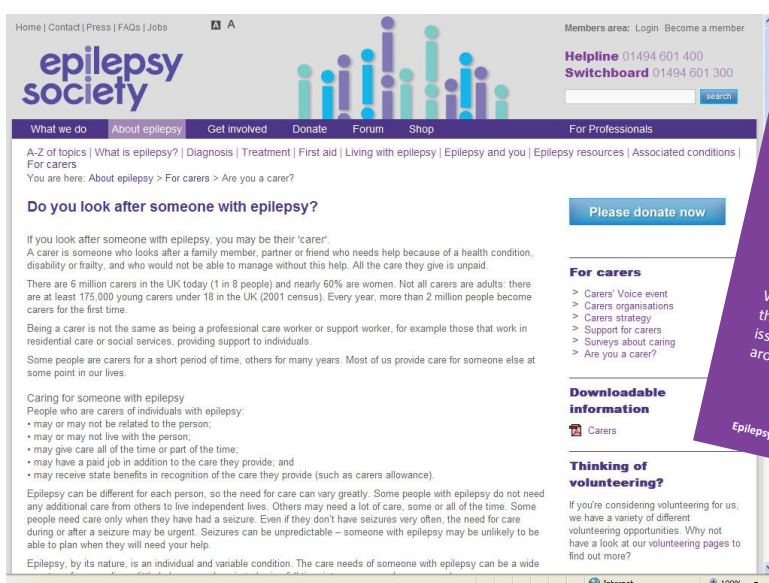 Home | Contact | Press | FAQs | Jobs
A A
Members area: Login Become a member
epilepsy
society
Helpline 01494 601 400
Switchboard 01494 601 300
search
What we do About epilepsy Get involved Donate Forum Shop For Professionals
A-Z of topics | What is epilepsy? | Diagnosis | Treatment | First aid | Living with epilepsy | Epilepsy and you | Epilepsy resources | Associated conditions |
For carers
You are here: About epilepsy > For carers > Are you a carer?
Do you look after someone with epilepsy?
If you look after someone with epilepsy, you may be their 'carer'.
A carer is someone who looks after a family member, partner or friend who needs help because of a health condition,
disability or frailty, and who would not be able to manage without this help. All the care they give is unpaid.
There are 6 million carers in the UK today (1 in 8 people) and nearly 60% are women. Not all carers are adults: there
are at least 175,000 young carers under 18 in the UK (2001 census). Every year, more than 2 million people become
carers for the first time.
Being a carer is not the same as being a professional care worker or support worker, for example those that work in
residential care or social services, providing support to individuals.
Some people are carers for a short period of time, others for many years. Most of us provide care for someone else at
some point in our lives.
Caring for someone with epilepsy
People who are carers of individuals with epilepsy:
• may or may not be related to the person;
• may or may not live with the person;
• may give care all of the time or part of the time;
• may have a paid job in addition to the care they provide; and
• may receive state benefits in recognition of the care they provide (such as carers allowance).
Epilepsy can be different for each person, so the need for care can vary greatly. Some people with epilepsy do not need
any additional care from others to live independent lives. Others may need a lot of care, some or all of the time. Some
people need care only when they have had a seizure. Even if they don't have seizures very often, the need for care
during or after a seizure may be urgent. Seizures can be unpredictable – someone with epilepsy may be unlikely to be
able to plan when they will need your help.
Epilepsy, by its nature, is an individual and variable condition. The care needs of someone with epilepsy can be a wide
Please donate now
For carers
> Carers' Voice event
> Carers organisations
> Carers strategy
> Support for carers
> Surveys about caring
> Are you a carer?
Downloadable
information
Carers
Thinking of
volunteering?
If you're considering volunteering for us,
we have a variety of different
volunteering opportunities. Why not
have a look at our volunteering pages to
find out more?
Internet 100%